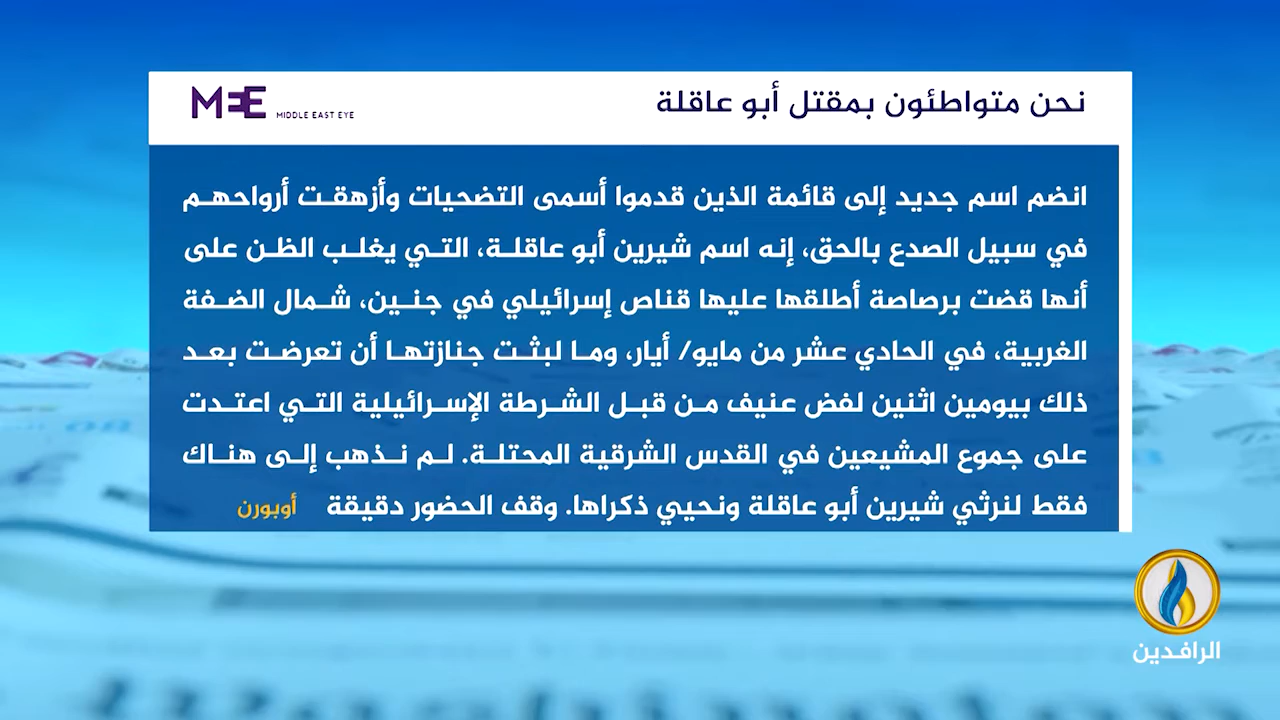 نحن متواطئون بمقتل أبو عاقلة
MEE MIDDLE EAST EYE
انضم اسم جديد إلى قائمة الذين قدموا أسمى التضحيات وأزهقت أرواحهم
في سبيل الصدع بالحق، إنه اسم شيرين أبو عاقلة، التي يغلب الظن على
أنها قضت برصاصة أطلقها عليها قناص إسرائيلي في جنين، شمال الضفة
الغربية، في الحادي عشر من مايو/ أيار، وما لبثت جنازتها أن تعرضت بعد
ذلك بيومين اثنين لفض عنيف من قبل الشرطة الإسرائيلية التي اعتدت
على جموع المشيعين في القدس الشرقية المحتلة. لم نذهب إلى هناك
فقط لنرثي شيرين أبو عاقلة ونحيي ذكراها. وقف الحضور دقيقة
أوبورن
الرافدين